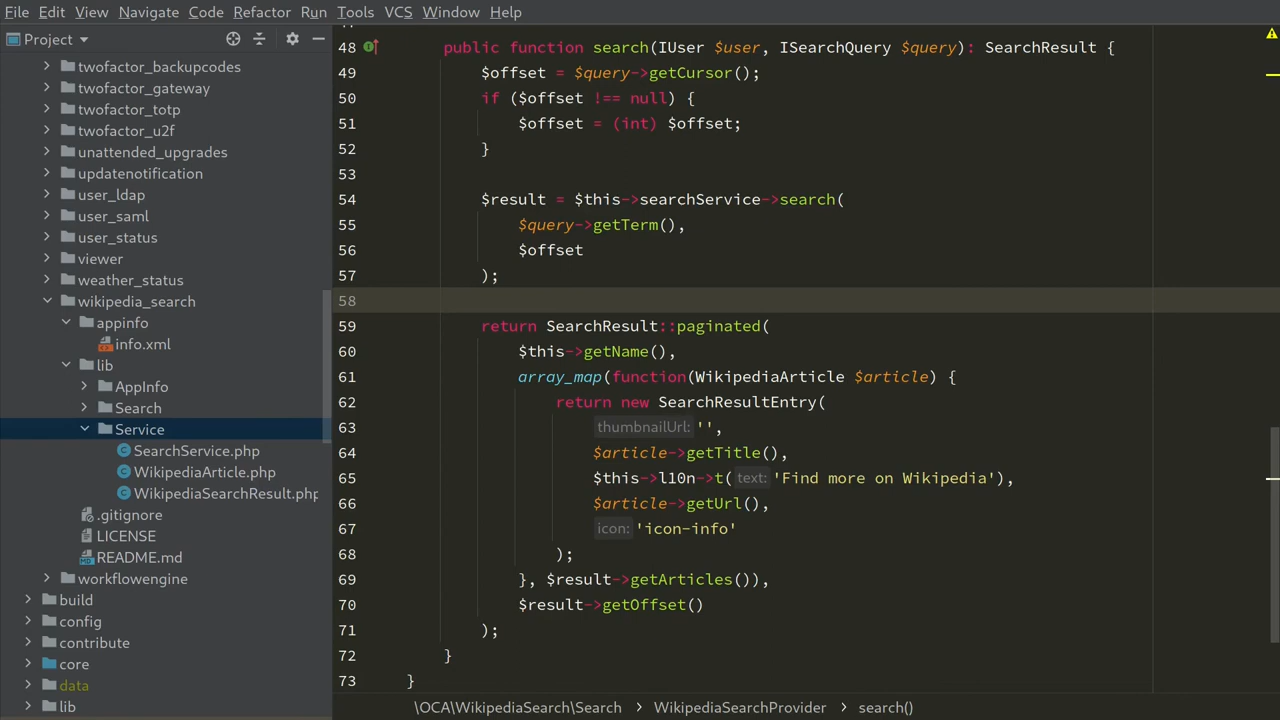 File Edit View Navigate Code Refactor Run Tools VCS Window Help
Project
twofactor_backupcodes
twofactor_gateway
twofactor_totp
twofactor_u2f
unattended_upgrades
updatenotification
user_ldap
user_saml
user_status
viewer
weather_status
wikipedia_search
appinfo
info.xml
lib
AppInfo
Search
Service
SearchService.php
WikipediaArticle.php
WikipediaSearchResult.php
.gitignore
LICENSE
README.md
workflowengine
build
config
contribute
core
data
lib
48 public function search(IUser $user, ISearchQuery $query): SearchResult {
49 $offset = $query->getCursor();
50 if ($offset !== null) {
51 $offset = (int) $offset;
52 }
53
54 $result = $this->searchService->search(
55 $query->getTerm(),
56 $offset
57 );
58
59 return SearchResult::paginated(
60 $this->getName(),
61 array_map(function(WikipediaArticle $article) {
62 return new SearchResultEntry(
63 thumbnailUrl: '',
64 $article->getTitle(),
65 $this->l10n->t( text: 'Find more on Wikipedia'),
66 $article->getUrl(),
67 icon: 'icon-info'
68 );
69 }, $result->getArticles()),
70 $result->getOffset()
71 );
72 }
73 }
\OCA\WikipediaSearch\Search > WikipediaSearchProvider > search()